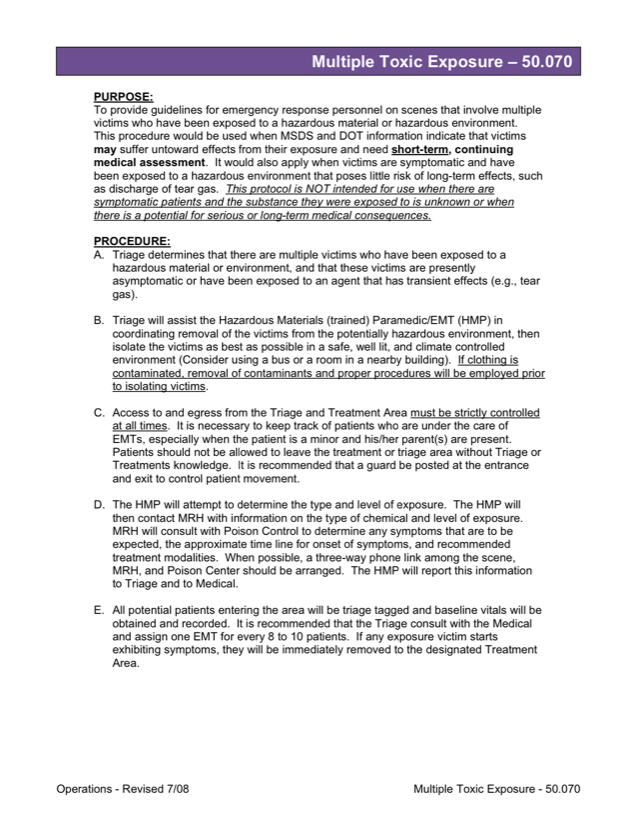 Multiple Toxic Exposure – 50.070
PURPOSE:
To provide guidelines for emergency response personnel on scenes that involve multiple
victims who have been exposed to a hazardous material or hazardous environment.
This procedure would be used when MSDS and DOT information indicate that victims
may suffer untoward effects from their exposure and need short-term, continuing
medical assessment. It would also apply when victims are symptomatic and have
been exposed to a hazardous environment that poses little risk of long-term effects, such
as discharge of tear gas. This protocol is NOT intended for use when there are
symptomatic patients and the substance they were exposed to is unknown or when
there is a potential for serious or long-term medical consequences.
PROCEDURE:
A. Triage determines that there are multiple victims who have been exposed to a
hazardous material or environment, and that these victims are presently
asymptomatic or have been exposed to an agent that has transient effects (e.g., tear
gas).
B. Triage will assist the Hazardous Materials (trained) Paramedic/EMT (HMP) in
coordinating removal of the victims from the potentially hazardous environment, then
isolate the victims as best as possible in a safe, well lit, and climate controlled
environment (Consider using a bus or a room in a nearby building). If clothing is
contaminated, removal of contaminants and proper procedures will be employed prior
to isolating victims.
C. Access to and egress from the Triage and Treatment Area must be strictly controlled
at all times. It is necessary to keep track of patients who are under the care of
EMTs, especially when the patient is a minor and his/her parent(s) are present.
Patients should not be allowed to leave the treatment or triage area without Triage or
Treatments knowledge. It is recommended that a guard be posted at the entrance
and exit to control patient movement.
D. The HMP will attempt to determine the type and level of exposure. The HMP will
then contact MRH with information on the type of chemical and level of exposure.
MRH will consult with Poison Control to determine any symptoms that are to be
expected, the approximate time line for onset of symptoms, and recommended
treatment modalities. When possible, a three-way phone link among the scene,
MRH, and Poison Center should be arranged. The HMP will report this information
to Triage and to Medical.
E. All potential patients entering the area will be triage tagged and baseline vitals will be
obtained and recorded. It is recommended that the Triage consult with the Medical
and assign one EMT for every 8 to 10 patients. If any exposure victim starts
exhibiting symptoms, they will be immediately removed to the designated Treatment
Area.
Operations - Revised 7/08
Multiple Toxic Exposure - 50.070